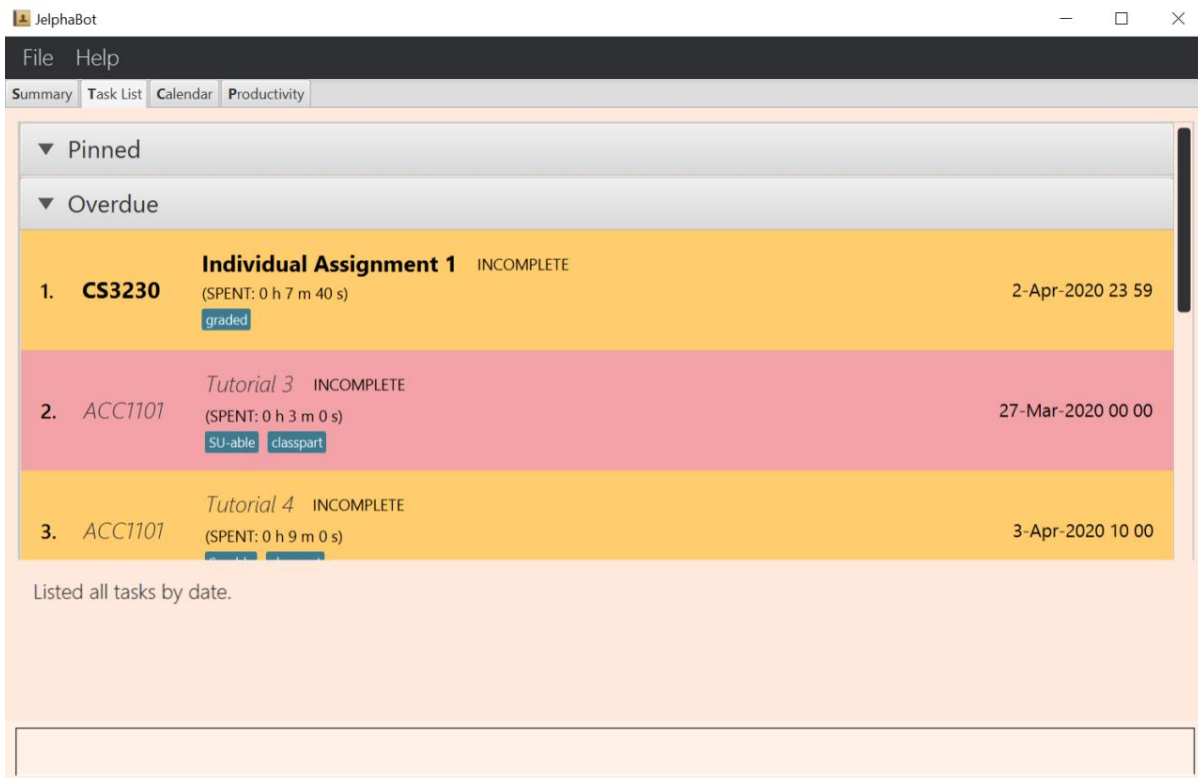 JelphaBot
File Help
Summary Task List Calendar Productivity
Pinned
Overdue
Individual Assignment 1 INCOMPLETE
1. CS3230 (SPENT: 0 h 7 m 40 s) 2-Apr-2020 23 59
graded
Tutorial 3 INCOMPLETE
2. ACC1101 (SPENT: 0 h 3 m 0 s) 27-Mar-2020 00 00
SU-able classpart
Tutorial 4 INCOMPLETE
3. ACC1101 (SPENT: 0 h 9 m 0 s) 3-Apr-2020 10 00
Listed all tasks by date.